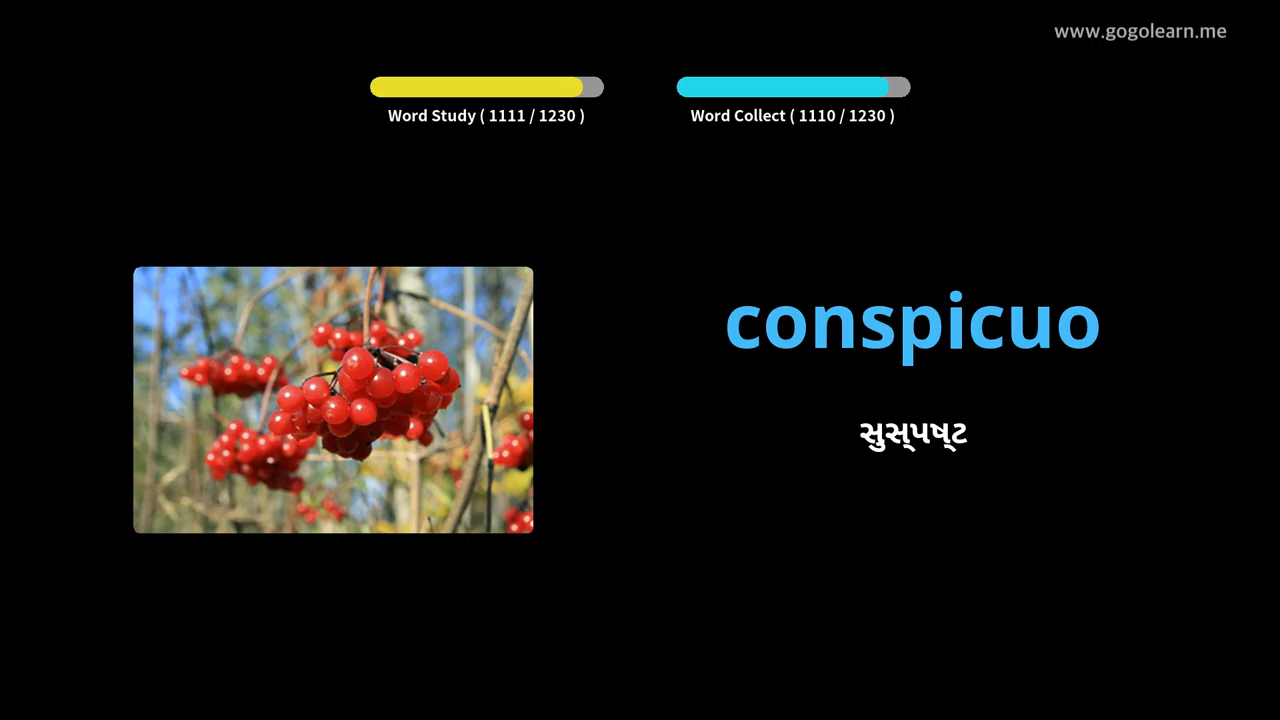 www.gogolearn.me
Word Study ( 1111 / 1230 )
Word Collect ( 1110 / 1230 )
conspicuo
સુસ્પષ્ટ